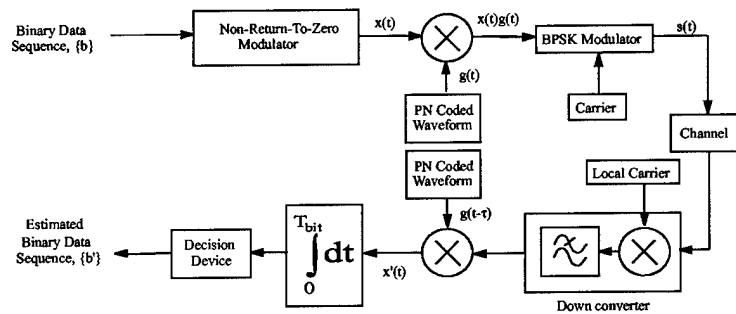 Binary Data
Sequence, {b}
Non-Return-To-Zero
Modulator
x(t)
x(t)g(t)
BPSK Modulator
s(t)
g(t)
PN Coded
Waveform
Carrier
Channel
PN Coded
Waveform
Local Carrier
g(t-τ)
Estimated
Binary Data
Sequence, {b'}
Decision
Device
T bit
∫dt
0
x'(t)
Down converter